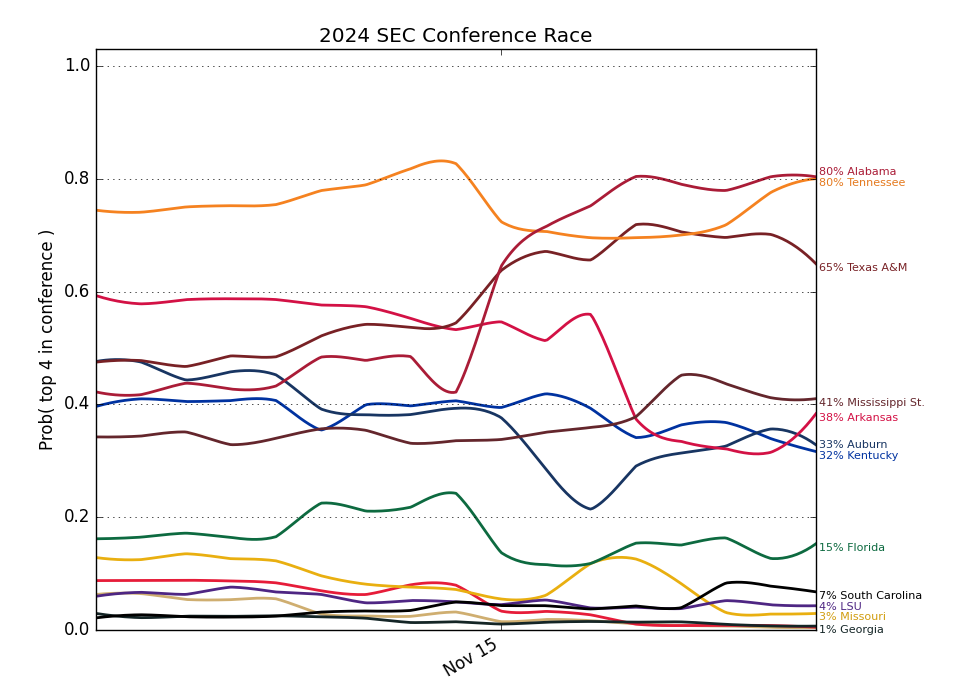 2024 SEC Conference Race
Prob( top 4 in conference )
1.0
0.8
0.6
0.4
0.2
0.0
Nov 15
80% Alabama
80% Tennessee
65% Texas A&M
41% Mississippi St.
38% Arkansas
33% Auburn
32% Kentucky
15% Florida
7% South Carolina
4% LSU
3% Missouri
1% Georgia